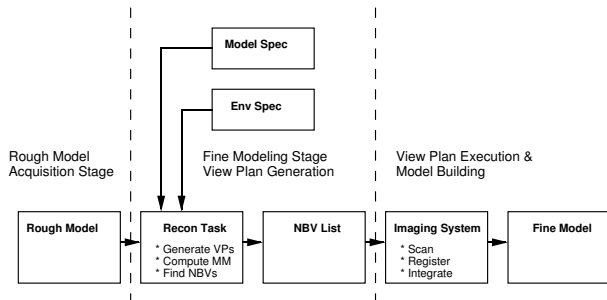 Model Spec
Env Spec
Rough Model
Acquisition Stage
Fine Modeling Stage
View Plan Generation
View Plan Execution &
Model Building
Rough Model
Recon Task
* Generate VPs
* Compute MM
* Find NBVs
NBV List
Imaging System
* Scan
* Register
* Integrate
Fine Model